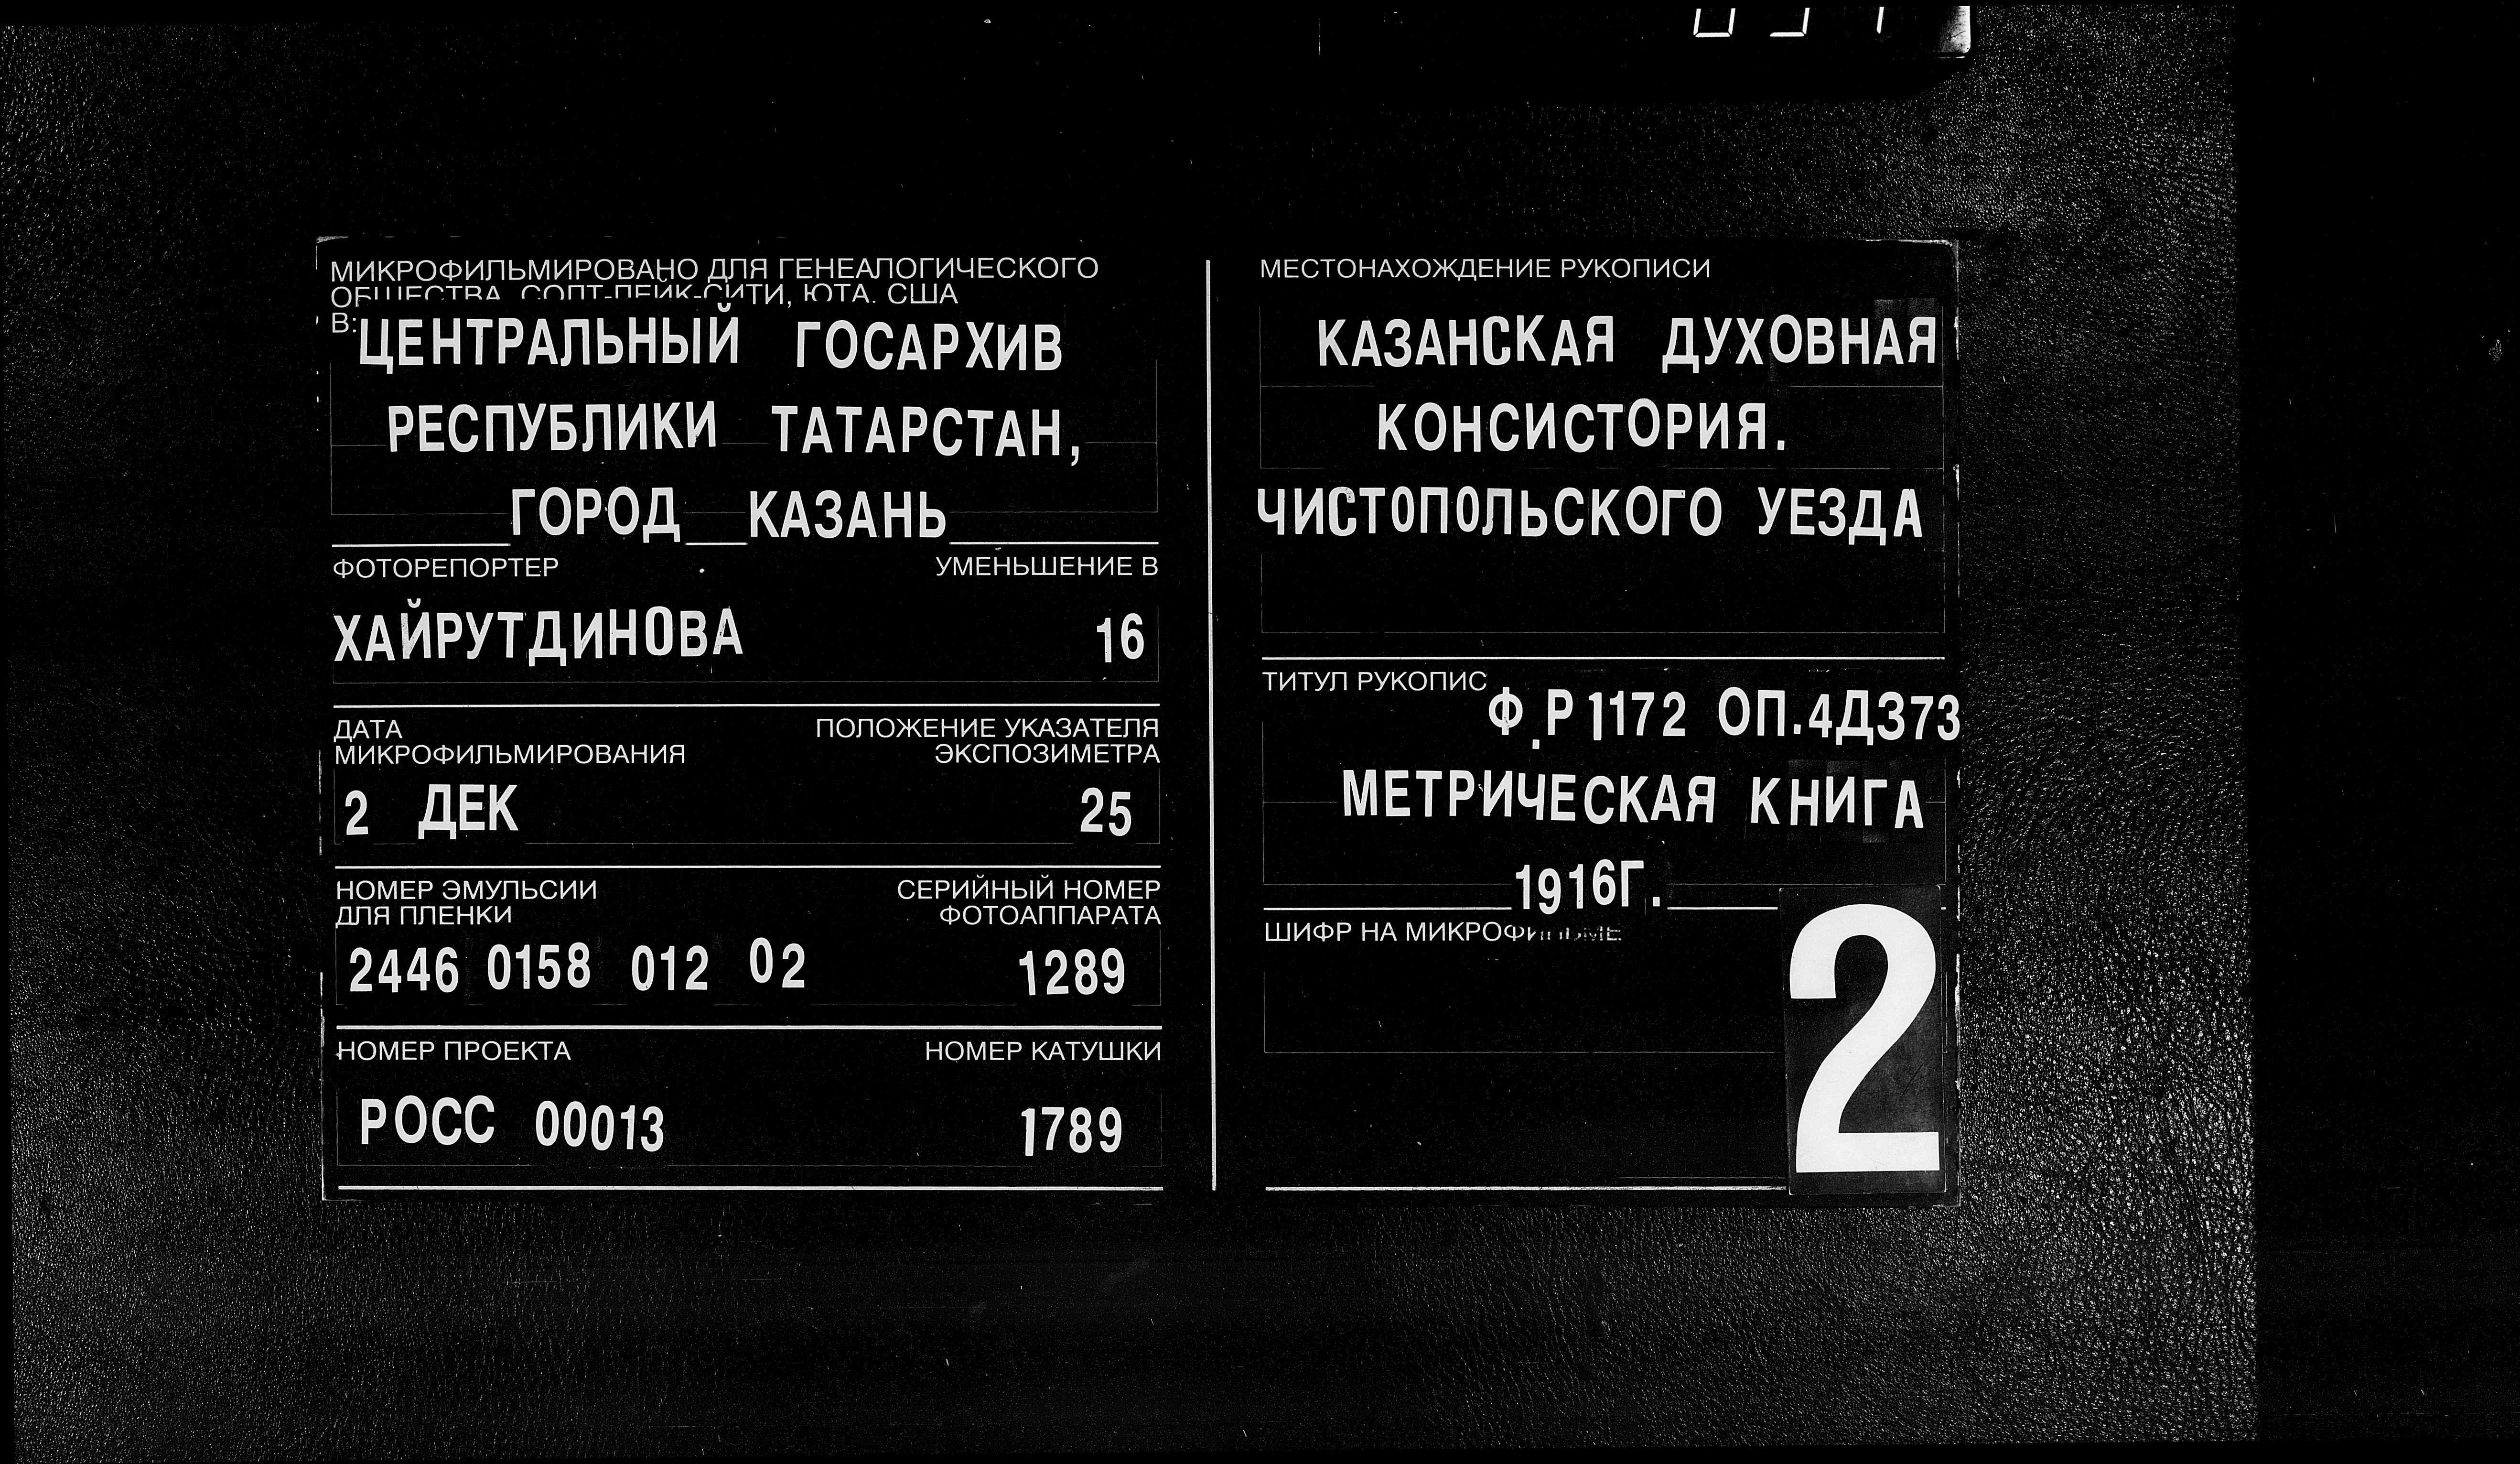 МИКРОФИЛЬМИРОВАНО ДЛЯ ГЕНЕАЛОГИЧЕСКОГО
ОБЩЕСТВА, СОЛТ-ЛЕЙК-СИТИ, ЮТА, США
В: ЦЕНТРАЛЬНЫЙ ГОСАРХИВ
РЕСПУБЛИКИ ТАТАРСТАН,
ГОРОД КАЗАНЬ
ФОТОРЕПОРТЕР УМЕНЬШЕНИЕ В
ХАЙРУТДИНОВА 16
ДАТА ПОЛОЖЕНИЕ УКАЗАТЕЛЯ
МИКРОФИЛЬМИРОВАНИЯ ЭКСПОЗИМЕТРА
2 ДЕК 25
НОМЕР ЭМУЛЬСИИ СЕРИЙНЫЙ НОМЕР
ДЛЯ ПЛЕНКИ ФОТОАППАРАТА
2446 0158 012 02 1289
НОМЕР ПРОЕКТА НОМЕР КАТУШКИ
РОСС 00013 1789
МЕСТОНАХОЖДЕНИЕ РУКОПИСИ
КАЗАНСКАЯ ДУХОВНАЯ
КОНСИСТОРИЯ.
ЧИСТОПОЛЬСКОГО УЕЗДА
ТИТУЛ РУКОПИС
Ф.Р1172 ОП.4Д373
МЕТРИЧЕСКАЯ КНИГА
1916Г.
ШИФР НА МИКРОФИЛЬМЕ
2